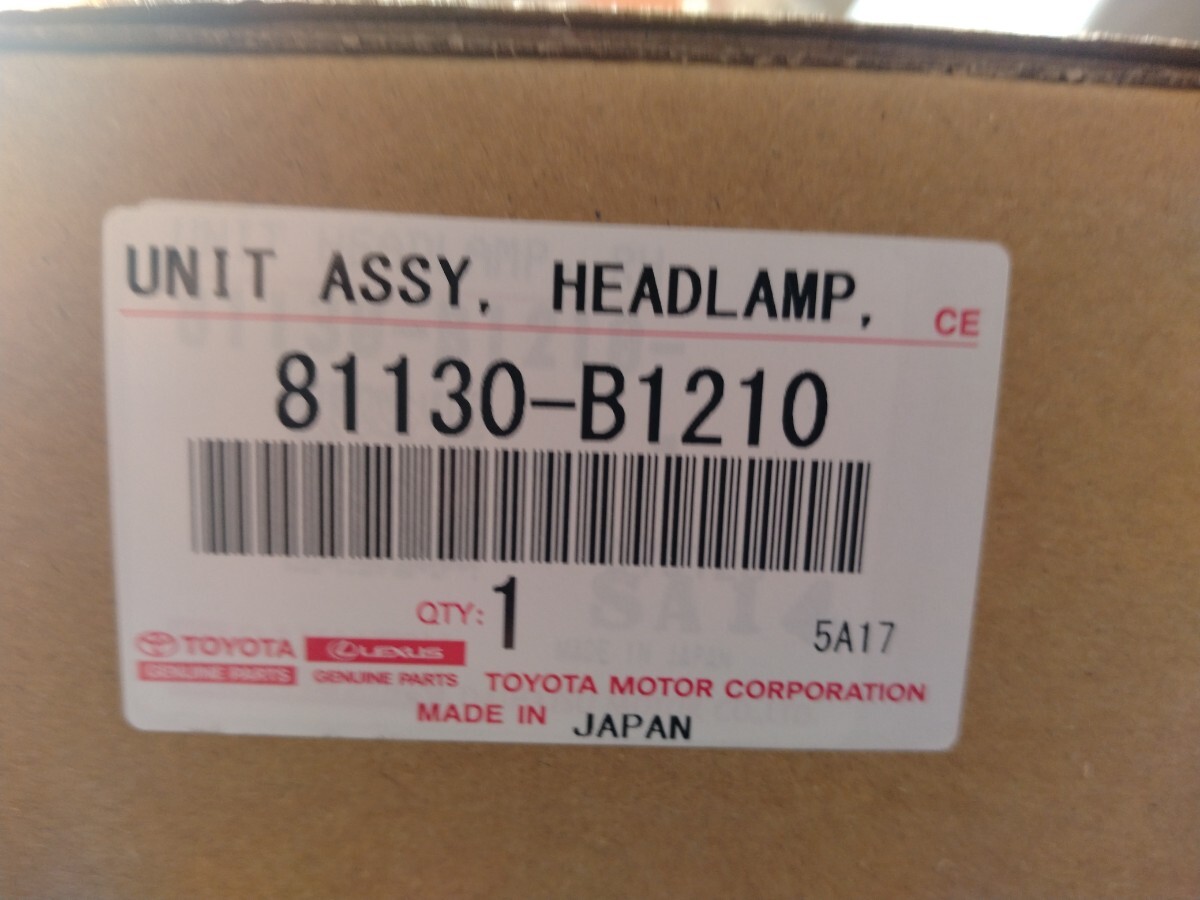 UNIT ASSY, HEADLAMP,
CE
81130-B1210
QTY: 1
5A17
TOYOTA
GENUINE PARTS
LEXUS
GENUINE PARTS
TOYOTA MOTOR CORPORATION
MADE IN JAPAN